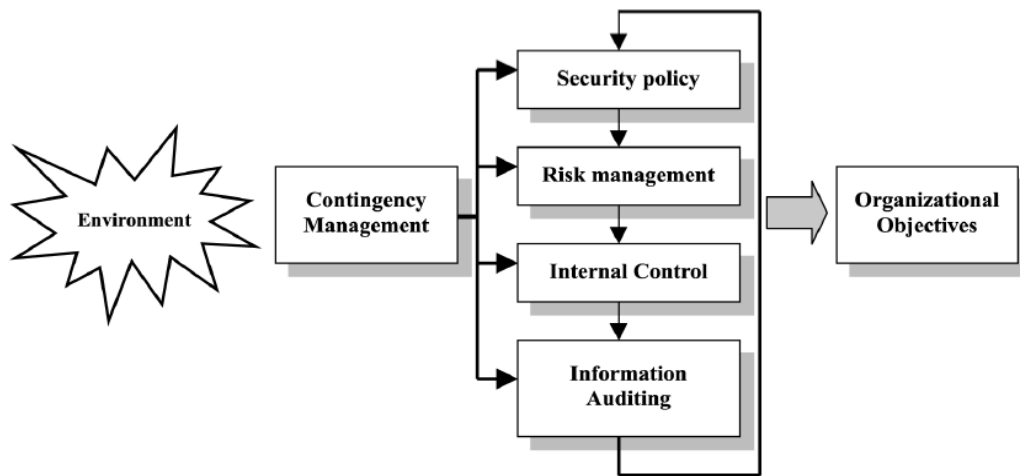 Environment
Contingency
Management
Security policy
Risk management
Internal Control
Information
Auditing
Organizational
Objectives